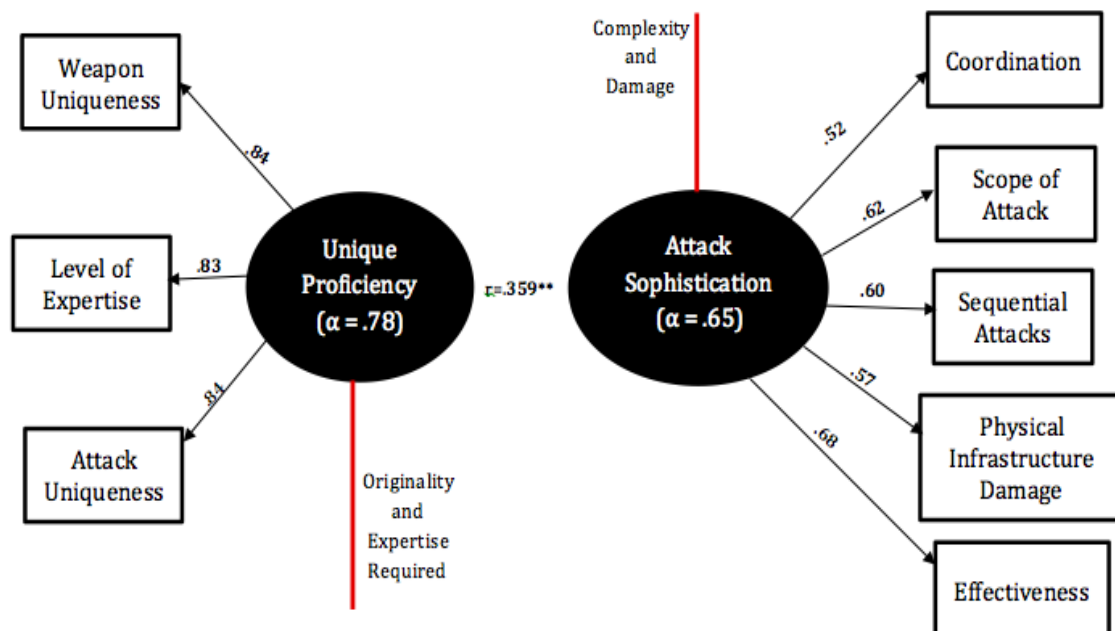 Weapon
Uniqueness
.84
Level of
Expertise
.83
Attack
Uniqueness
.84
Unique
Proficiency
(α = .78)
Originality
and
Expertise
Required
r=.359**
Complexity
and
Damage
Attack
Sophistication
(α = .65)
.52
Coordination
.62
Scope of
Attack
.60
Sequential
Attacks
.57
Physical
Infrastructure
Damage
.68
Effectiveness